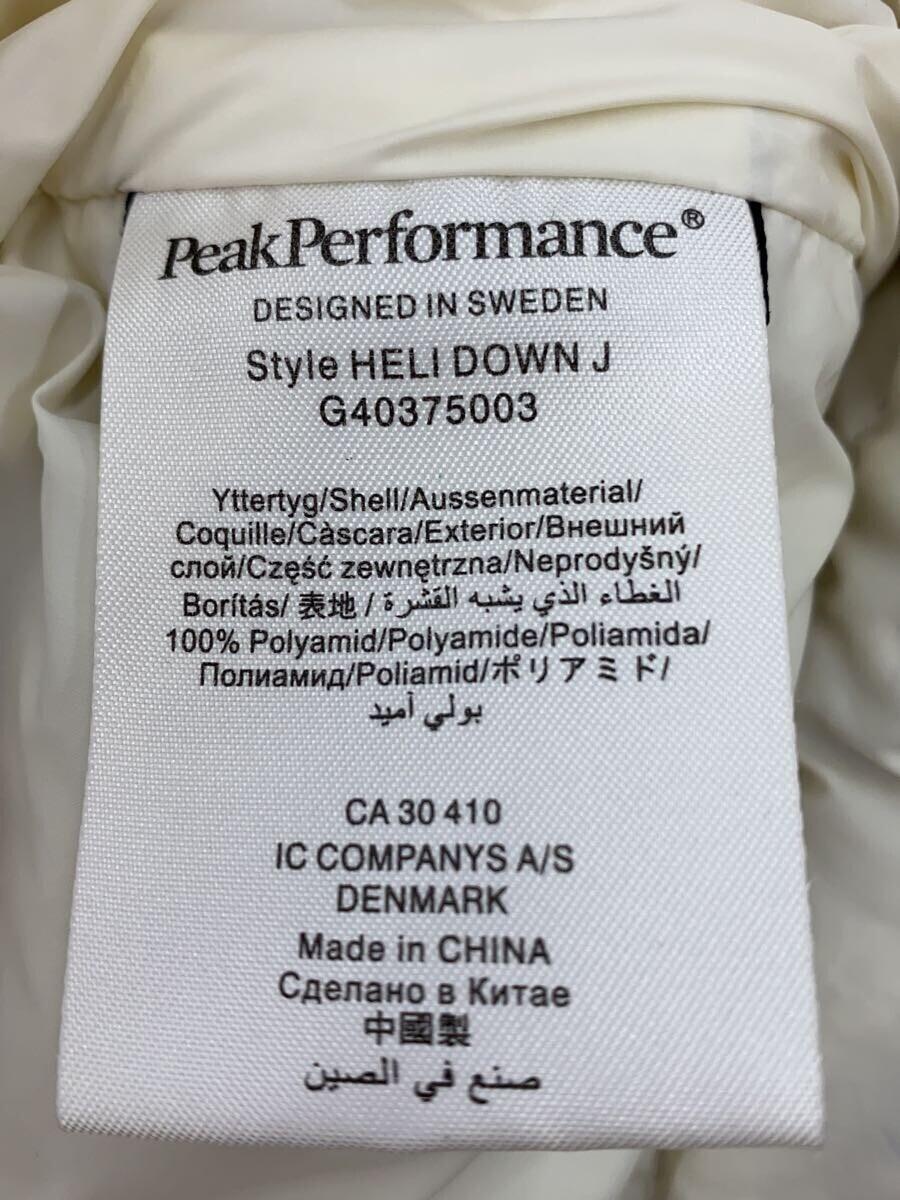 PeakPerformance®
DESIGNED IN SWEDEN
Style HELI DOWN J
G40375003
Yttertyg/Shell/Aussenmaterial/
Coquille/Càscara/Exterior/Внешний
слой/Część zewnętrzna/Neprodyšný/
Borítás/ 表地 / الغطاء الذي يشبه القشرة
100% Polyamid/Polyamide/Poliamida/
Полиамид/Poliamid/ポリアミド/
بولي أميد
CA 30 410
IC COMPANYS A/S
DENMARK
Made in CHINA
Сделано в Китае
中國製
صنع في الصين